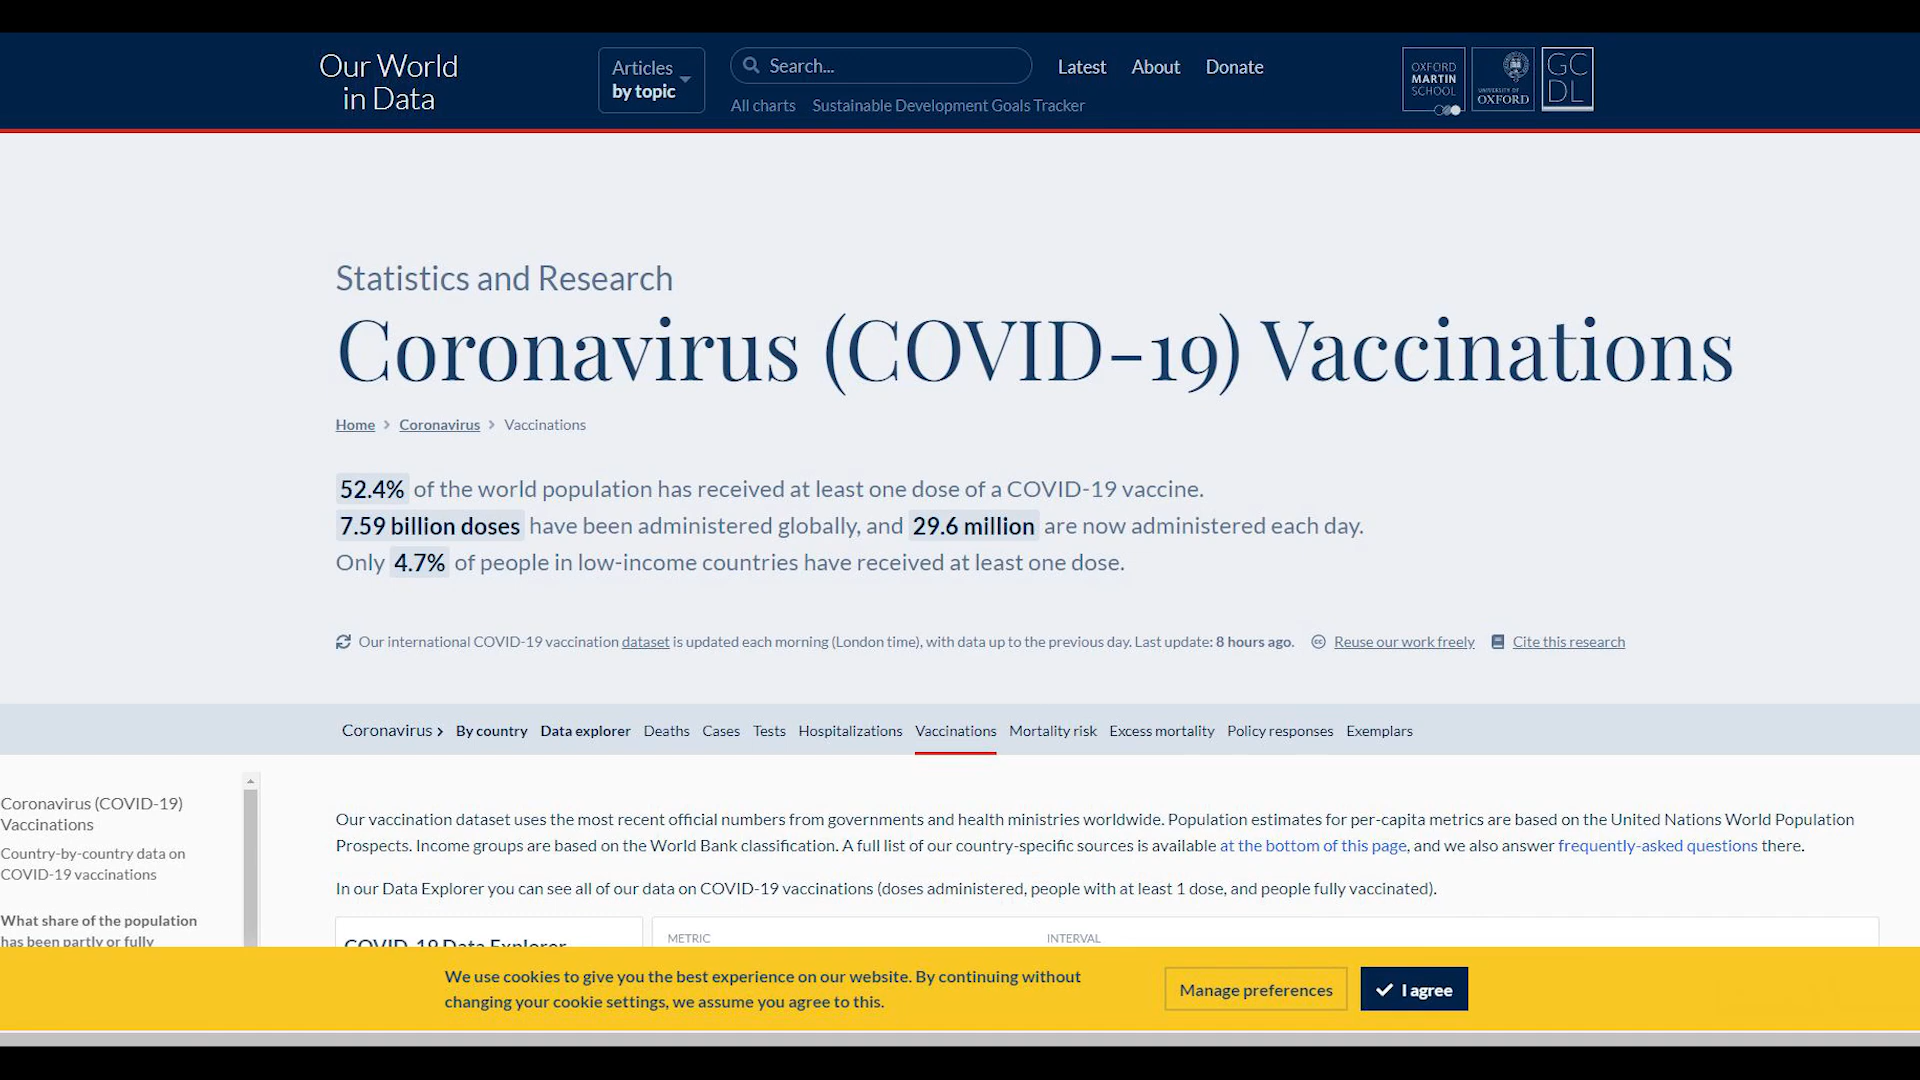 Our World
in Data
Articles
by topic
Search...
Latest About Donate
All charts Sustainable Development Goals Tracker
OXFORD
MARTIN
SCHOOL
UNIVERSITY OF
OXFORD
GC
DL
Statistics and Research
Coronavirus (COVID-19) Vaccinations
Home > Coronavirus > Vaccinations
52.4% of the world population has received at least one dose of a COVID-19 vaccine.
7.59 billion doses have been administered globally, and 29.6 million are now administered each day.
Only 4.7% of people in low-income countries have received at least one dose.
Our international COVID-19 vaccination dataset is updated each morning (London time), with data up to the previous day. Last update: 8 hours ago. Reuse our work freely Cite this research
Coronavirus > By country Data explorer Deaths Cases Tests Hospitalizations Vaccinations Mortality risk Excess mortality Policy responses Exemplars
Coronavirus (COVID-19)
Vaccinations
Country-by-country data on
COVID-19 vaccinations
What share of the population
has been partly or fully
Our vaccination dataset uses the most recent official numbers from governments and health ministries worldwide. Population estimates for per-capita metrics are based on the United Nations World Population
Prospects. Income groups are based on the World Bank classification. A full list of our country-specific sources is available at the bottom of this page, and we also answer frequently-asked questions there.
In our Data Explorer you can see all of our data on COVID-19 vaccinations (doses administered, people with at least 1 dose, and people fully vaccinated).
COVID-19 Data Explorer
METRIC
INTERVAL
We use cookies to give you the best experience on our website. By continuing without
changing your cookie settings, we assume you agree to this.
Manage preferences
I agree